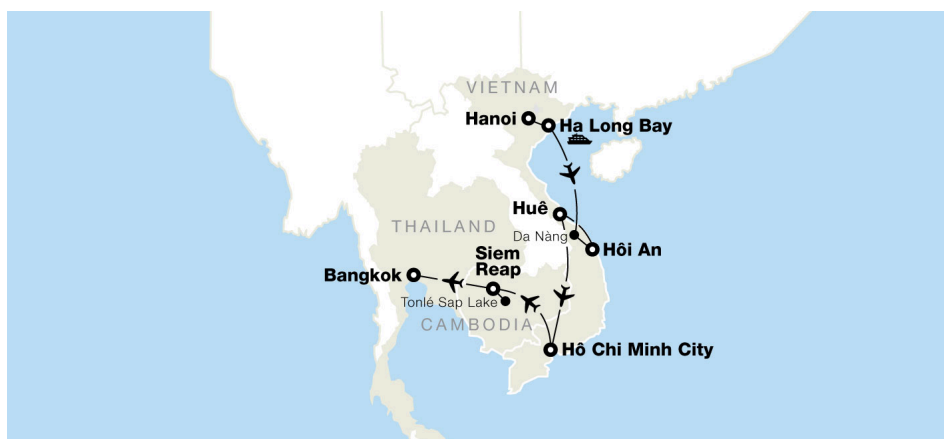 VIETNAM
Hanoi
Ha Long Bay
Huê
THAILAND
Da Nàng
Hôi An
Siem
Reap
Bangkok
Tonlé Sap Lake
CAMBODIA
Hô Chi Minh City